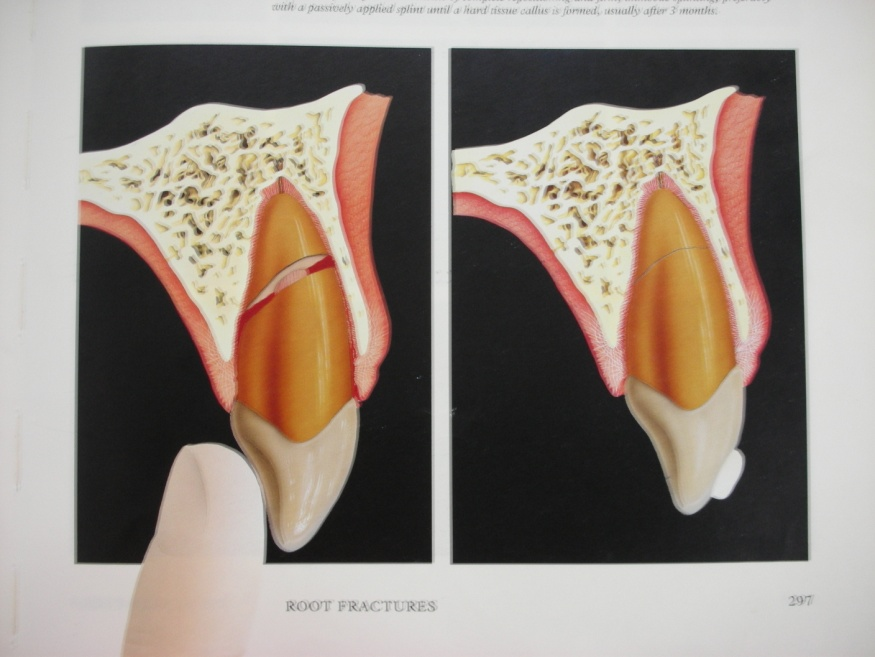 with a passively applied splint until a hard tissue callus is formed, usually after 3 months.
ROOT FRACTURES
297